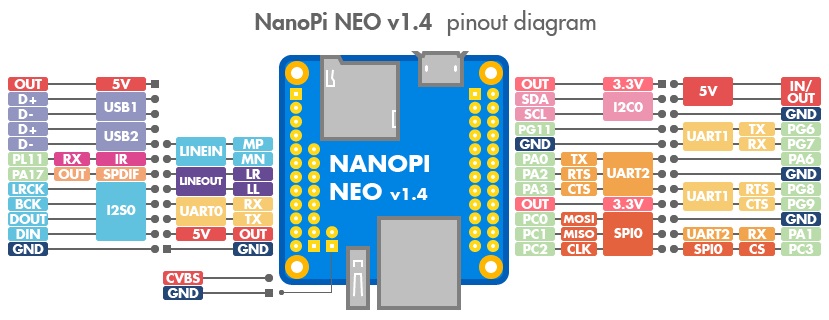 NanoPi NEO v1.4 pinout diagram
OUT 5V
D+ USB1
D-
D+ USB2
D-
PL11 RX IR
PA17 OUT SPDIF
LRCK I2S0
BCK
DOUT
DIN
GND
LINEIN MP
MN
LINEOUT LR
LL
UART0 RX
TX
5V OUT
GND
CVBS
GND
NANOPI
NEO v1.4
OUT 3.3V
SDA I2C0
SCL
PG11
GND
PA0 TX UART2
PA2 RTS
PA3 CTS
OUT 3.3V
PC0 MOSI SPI0
PC1 MISO
PC2 CLK
5V IN/
OUT
GND
UART1 TX PG6
RX PG7
PA6
GND
UART1 RTS PG8
CTS PG9
GND
UART2 RX PA1
SPI0 CS PC3